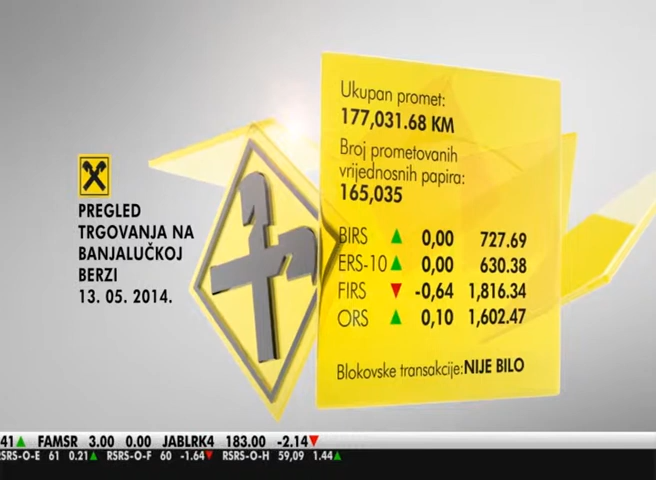 PREGLED
TRGOVANJA NA
BANJALUČKOJ
BERZI
13. 05. 2014.
Ukupan promet:
177,031.68 KM
Broj prometovanih
vrijednosnih papira:
165,035
BIRS ▲ 0,00 727.69
ERS-10 ▲ 0,00 630.38
FIRS ▼ -0,64 1,816.34
ORS ▲ 0,10 1,602.47
Blokovske transakcije: NIJE BILO
41▲ FAMSR 3.00 0.00 JABLRK4 183.00 -2.14▼
SRS-O-E 61 0.21▲ RSRS-O-F 60 -1.64▼ RSRS-O-H 59,09 1.44▲